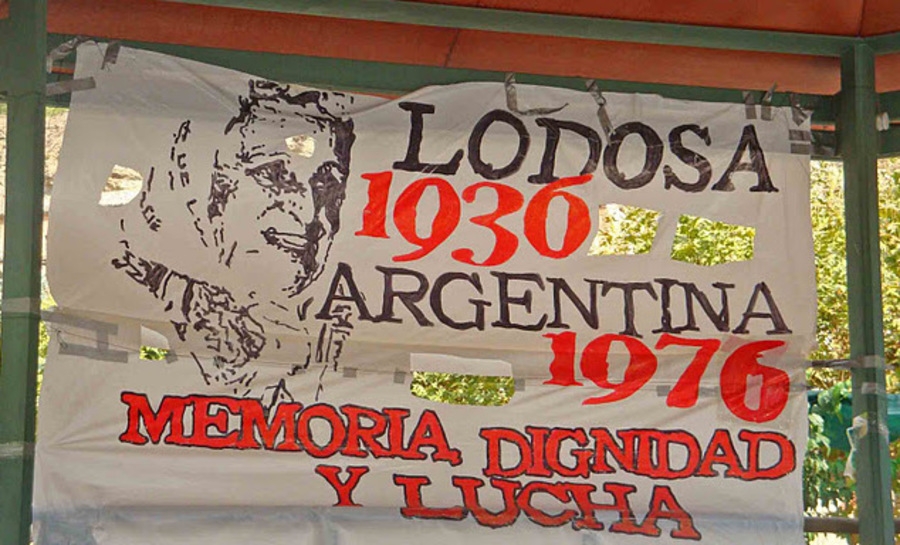 LODOSA
1936
ARGENTINA
1976
MEMORIA, DIGNIDAD
Y LUCHA